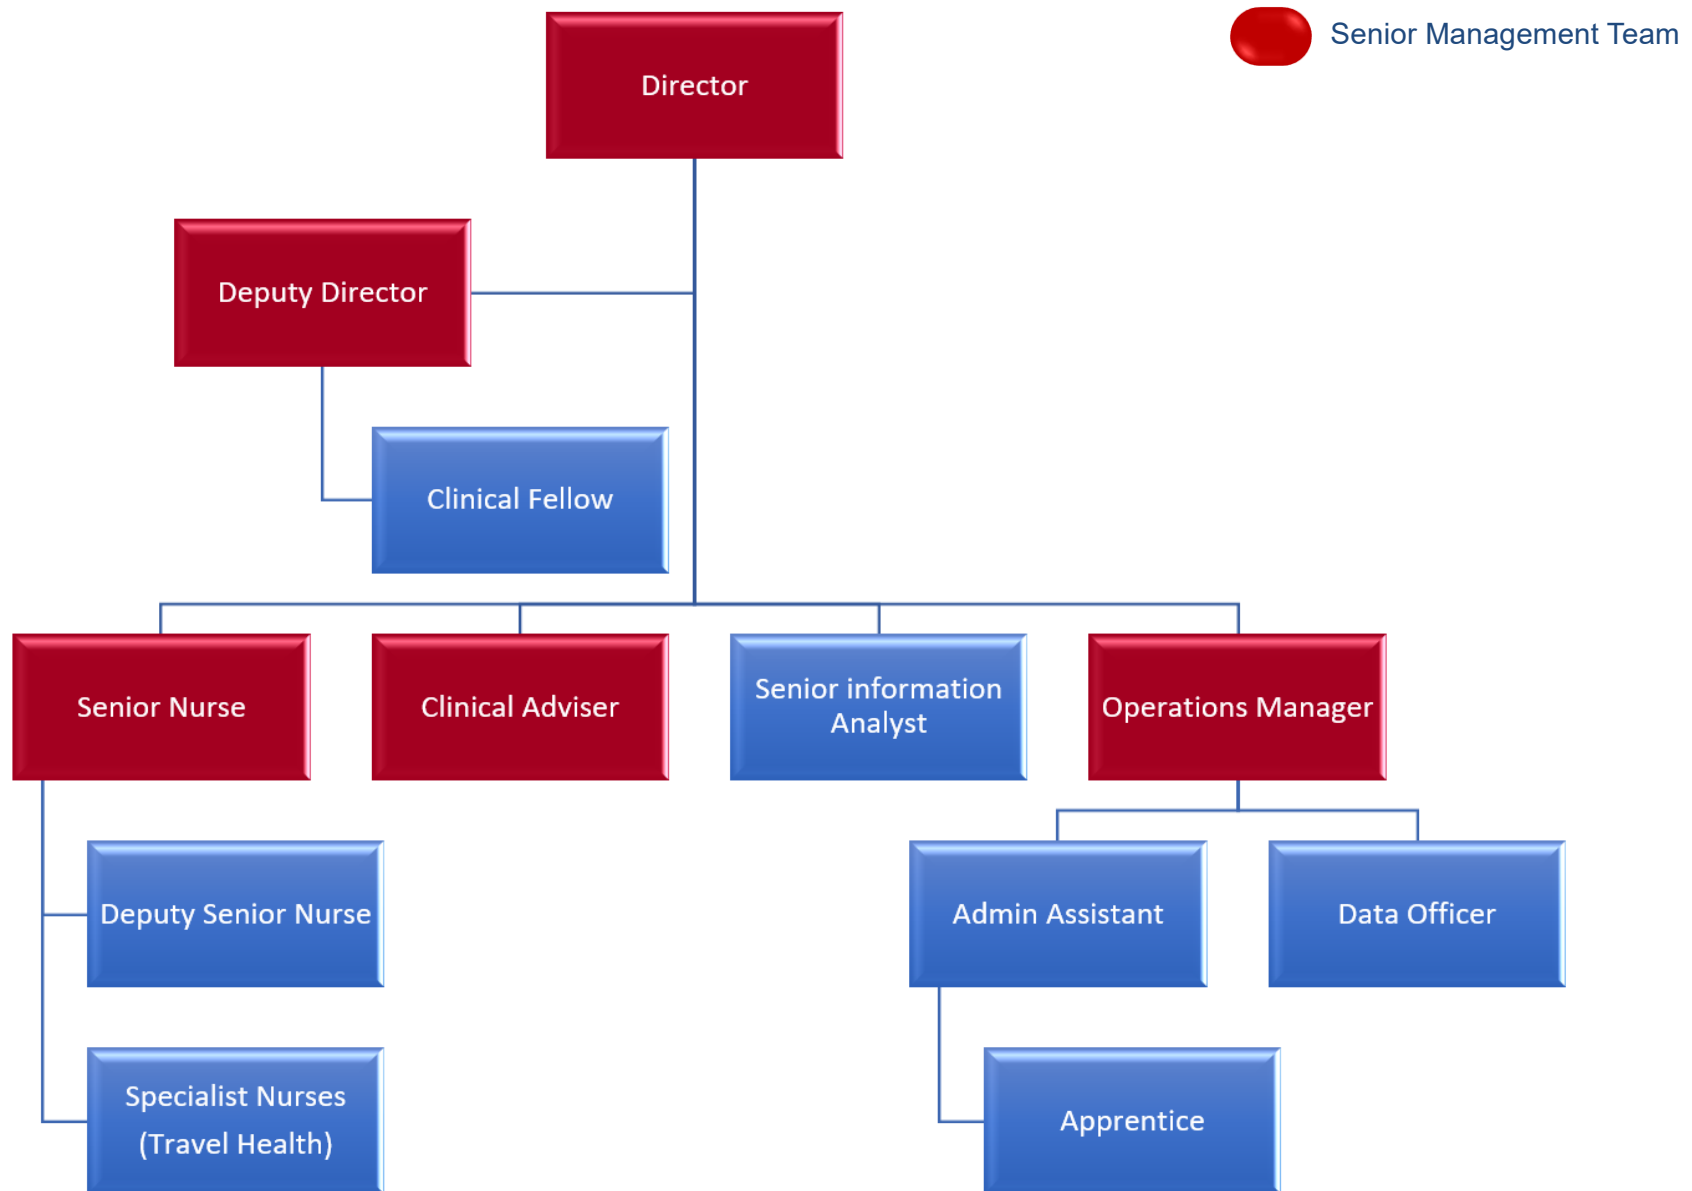 Senior Management Team
Director
Deputy Director
Clinical Fellow
Senior Nurse
Clinical Adviser
Senior information
Analyst
Operations Manager
Deputy Senior Nurse
Admin Assistant
Data Officer
Specialist Nurses
(Travel Health)
Apprentice